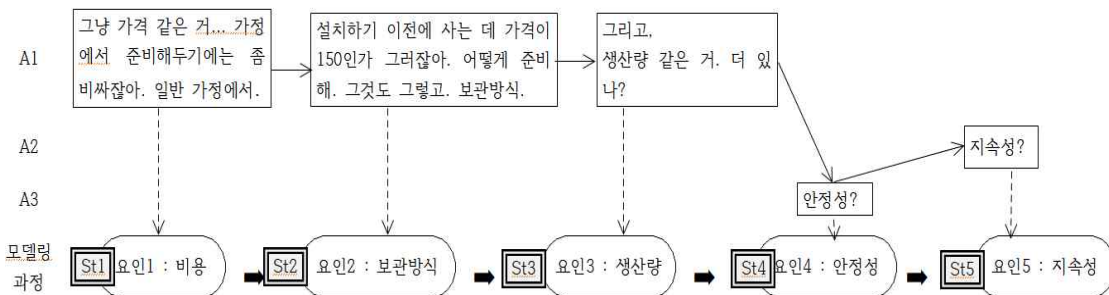 A1
그냥 가격 같은 거... 가정
에서 준비해두기에는 좀
비싸잖아. 일반 가정에서.
설치하기 이전에 사는 데 가격이
150인가 그러잖아. 어떻게 준비
해. 그것도 그렇고. 보관방식.
그리고,
생산량 같은 거. 더 있
나?
A2
지속성?
A3
안정성?
모델링
과정
St1 요인1 : 비용
St2 요인2 : 보관방식
St3 요인3 : 생산량
St4 요인4 : 안정성
St5 요인5 : 지속성